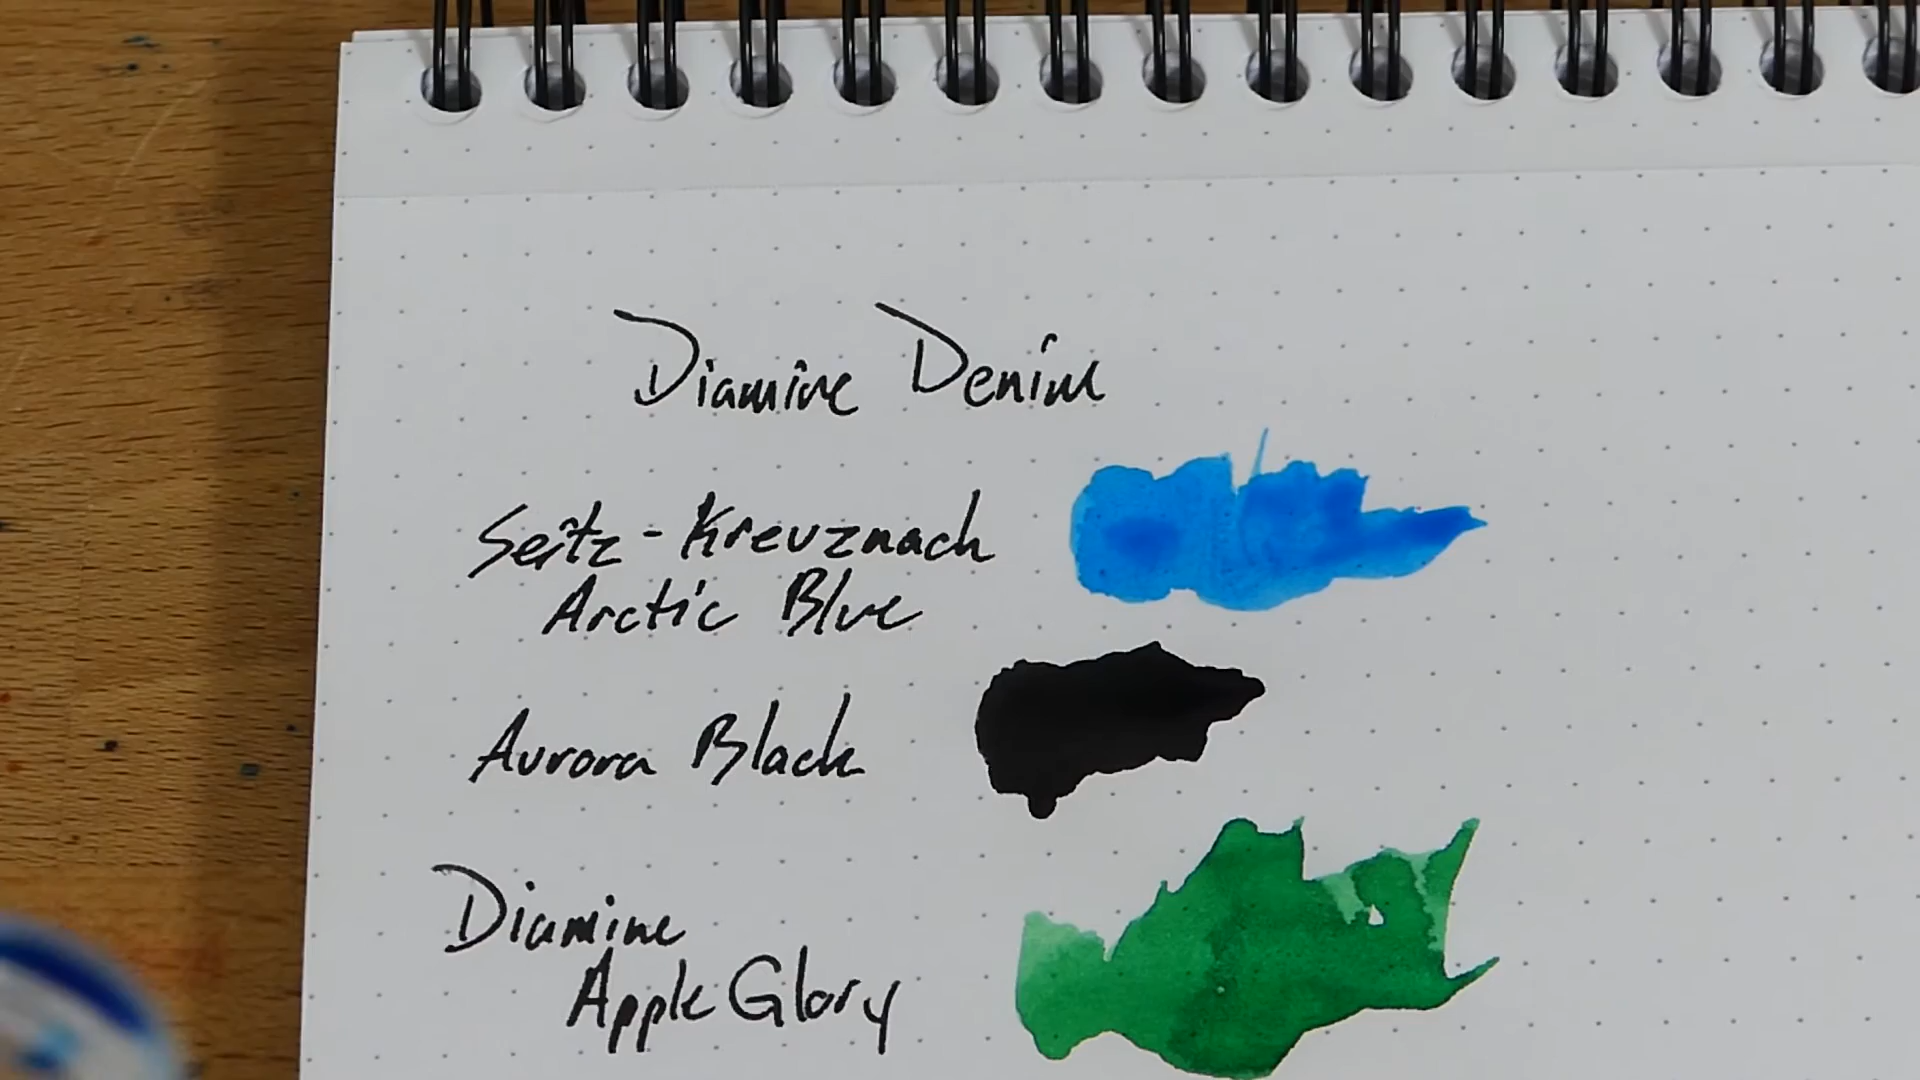 Diamine Denim
Seitz-Kreuznach
Arctic Blue
Aurora Black
Diamine
Apple Glory